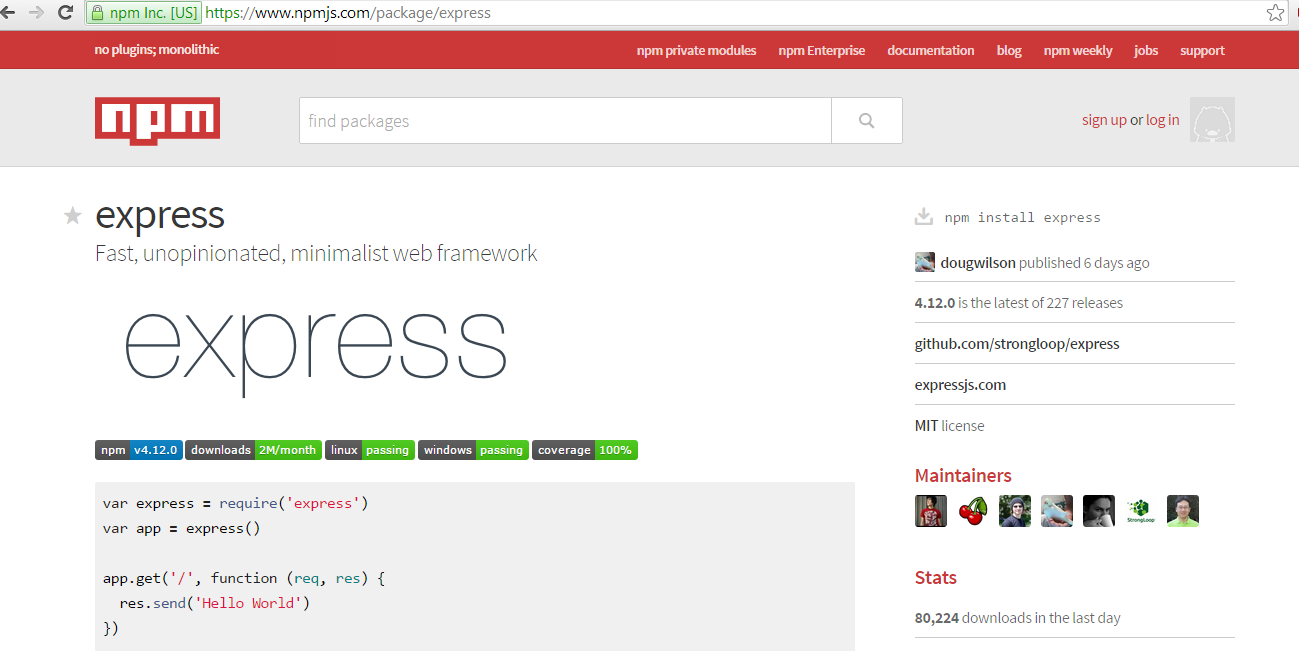 npm Inc. [US] https://www.npmjs.com/package/express
no plugins; monolithic
npm private modules npm Enterprise documentation blog npm weekly jobs support
npm
find packages
sign up or log in
express
Fast, unopinionated, minimalist web framework
express
npm v4.12.0 downloads 2M/month linux passing windows passing coverage 100%
var express = require('express')
var app = express()
app.get('/', function (req, res) {
  res.send('Hello World')
})
npm install express
dougwilson published 6 days ago
4.12.0 is the latest of 227 releases
github.com/strongloop/express
expressjs.com
MIT license
Maintainers
StrongLoop
Stats
80,224 downloads in the last day